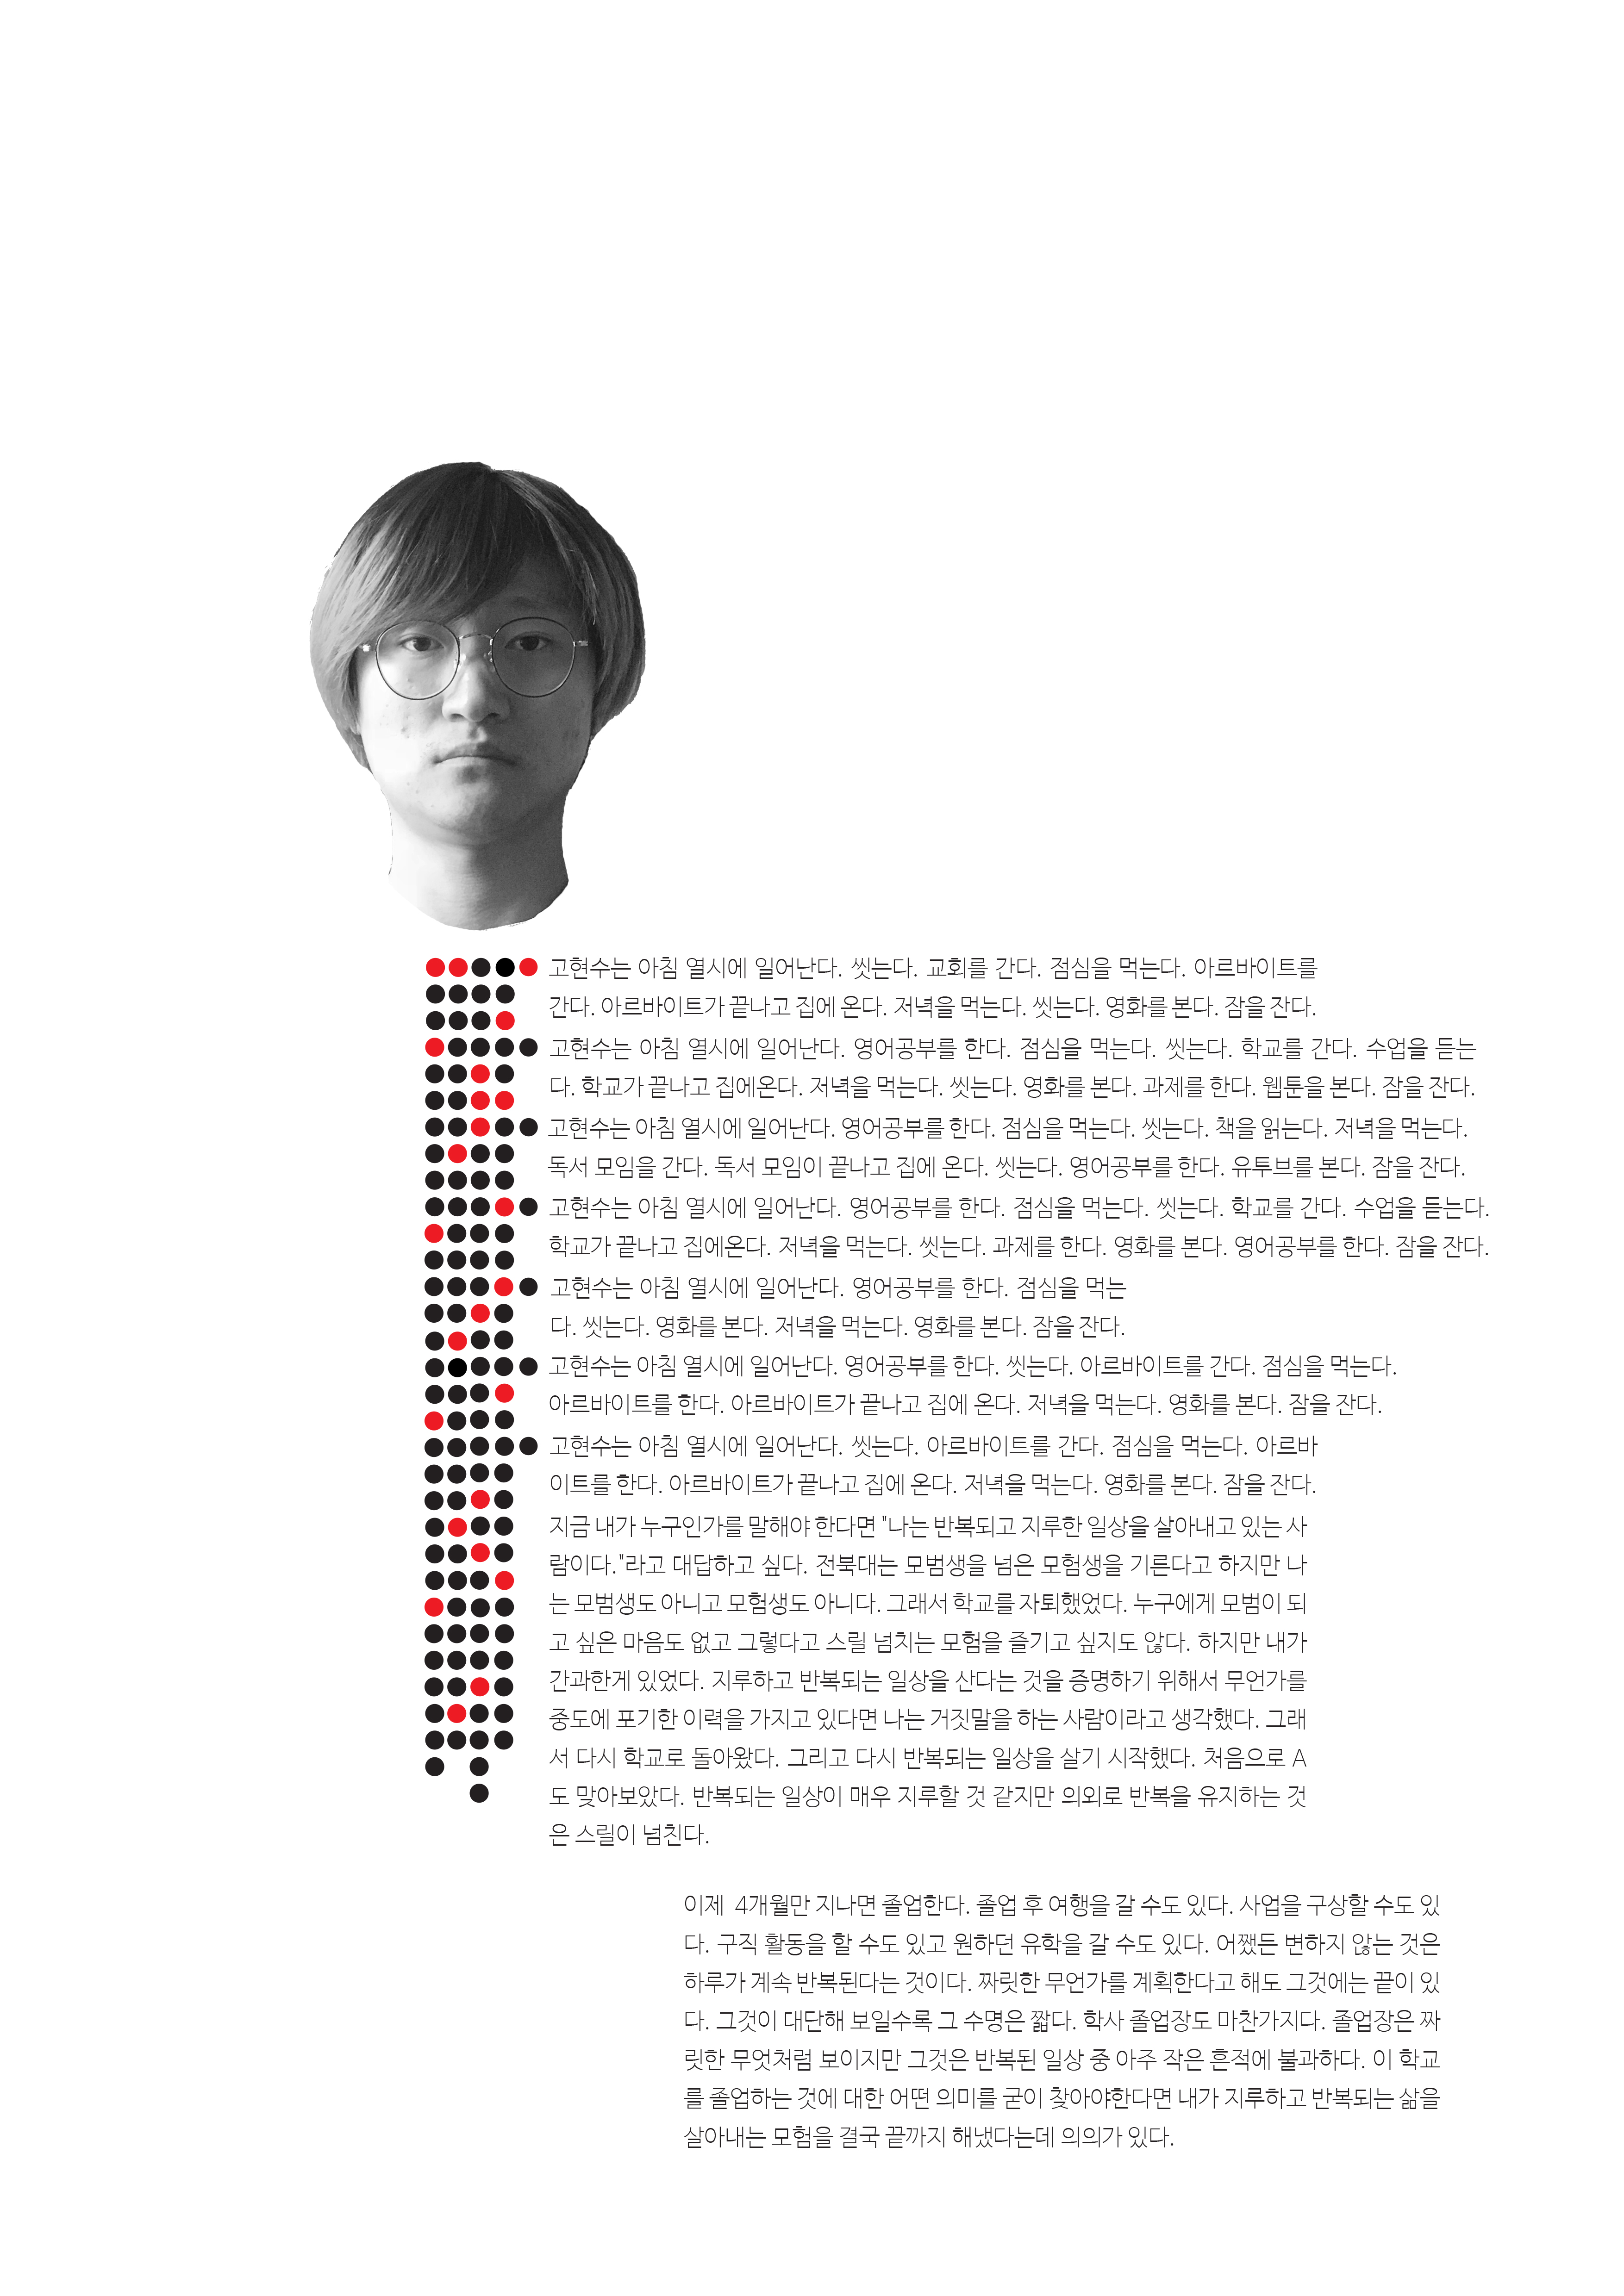 고현수는 아침 열시에 일어난다. 씻는다. 교회를 간다. 점심을 먹는다. 아르바이트를
간다. 아르바이트가 끝나고 집에 온다. 저녁을 먹는다. 씻는다. 영화를 본다. 잠을 잔다.
고현수는 아침 열시에 일어난다. 영어공부를 한다. 점심을 먹는다. 씻는다. 학교를 간다. 수업을 듣는
다. 학교가 끝나고 집에온다. 저녁을 먹는다. 씻는다. 영화를 본다. 과제를 한다. 웹툰을 본다. 잠을 잔다.
고현수는 아침 열시에 일어난다. 영어공부를 한다. 점심을 먹는다. 씻는다. 책을 읽는다. 저녁을 먹는다.
독서 모임을 간다. 독서 모임이 끝나고 집에 온다. 씻는다. 영어공부를 한다. 유투브를 본다. 잠을 잔다.
고현수는 아침 열시에 일어난다. 영어공부를 한다. 점심을 먹는다. 씻는다. 학교를 간다. 수업을 듣는다.
학교가 끝나고 집에온다. 저녁을 먹는다. 씻는다. 과제를 한다. 영화를 본다. 영어공부를 한다. 잠을 잔다.
고현수는 아침 열시에 일어난다. 영어공부를 한다. 점심을 먹는
다. 씻는다. 영화를 본다. 저녁을 먹는다. 영화를 본다. 잠을 잔다.
고현수는 아침 열시에 일어난다. 영어공부를 한다. 씻는다. 아르바이트를 간다. 점심을 먹는다.
아르바이트를 한다. 아르바이트가 끝나고 집에 온다. 저녁을 먹는다. 영화를 본다. 잠을 잔다.
고현수는 아침 열시에 일어난다. 씻는다. 아르바이트를 간다. 점심을 먹는다. 아르바
이트를 한다. 아르바이트가 끝나고 집에 온다. 저녁을 먹는다. 영화를 본다. 잠을 잔다.
지금 내가 누구인가를 말해야 한다면 "나는 반복되고 지루한 일상을 살아내고 있는 사
람이다."라고 대답하고 싶다. 전북대는 모범생을 넘은 모험생을 기른다고 하지만 나
는 모범생도 아니고 모험생도 아니다. 그래서 학교를 자퇴했었다. 누구에게 모범이 되
고 싶은 마음도 없고 그렇다고 스릴 넘치는 모험을 즐기고 싶지도 않다. 하지만 내가
간과한게 있었다. 지루하고 반복되는 일상을 산다는 것을 증명하기 위해서 무언가를
중도에 포기한 이력을 가지고 있다면 나는 거짓말을 하는 사람이라고 생각했다. 그래
서 다시 학교로 돌아왔다. 그리고 다시 반복되는 일상을 살기 시작했다. 처음으로 A
도 맞아보았다. 반복되는 일상이 매우 지루할 것 같지만 의외로 반복을 유지하는 것
은 스릴이 넘친다.
이제 4개월만 지나면 졸업한다. 졸업 후 여행을 갈 수도 있다. 사업을 구상할 수도 있
다. 구직 활동을 할 수도 있고 원하던 유학을 갈 수도 있다. 어쨌든 변하지 않는 것은
하루가 계속 반복된다는 것이다. 짜릿한 무언가를 계획한다고 해도 그것에는 끝이 있
다. 그것이 대단해 보일수록 그 수명은 짧다. 학사 졸업장도 마찬가지다. 졸업장은 짜
릿한 무엇처럼 보이지만 그것은 반복된 일상 중 아주 작은 흔적에 불과하다. 이 학교
를 졸업하는 것에 대한 어떤 의미를 굳이 찾아야한다면 내가 지루하고 반복되는 삶을
살아내는 모험을 결국 끝까지 해냈다는데 의의가 있다.